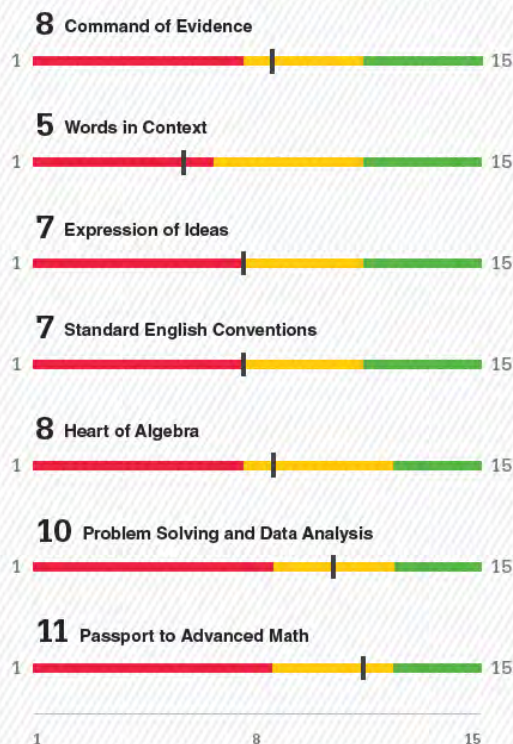 8 Command of Evidence
1 15
5 Words in Context
1 15
7 Expression of Ideas
1 15
7 Standard English Conventions
1 15
8 Heart of Algebra
1 15
10 Problem Solving and Data Analysis
1 15
11 Passport to Advanced Math
1 15
1 8 15